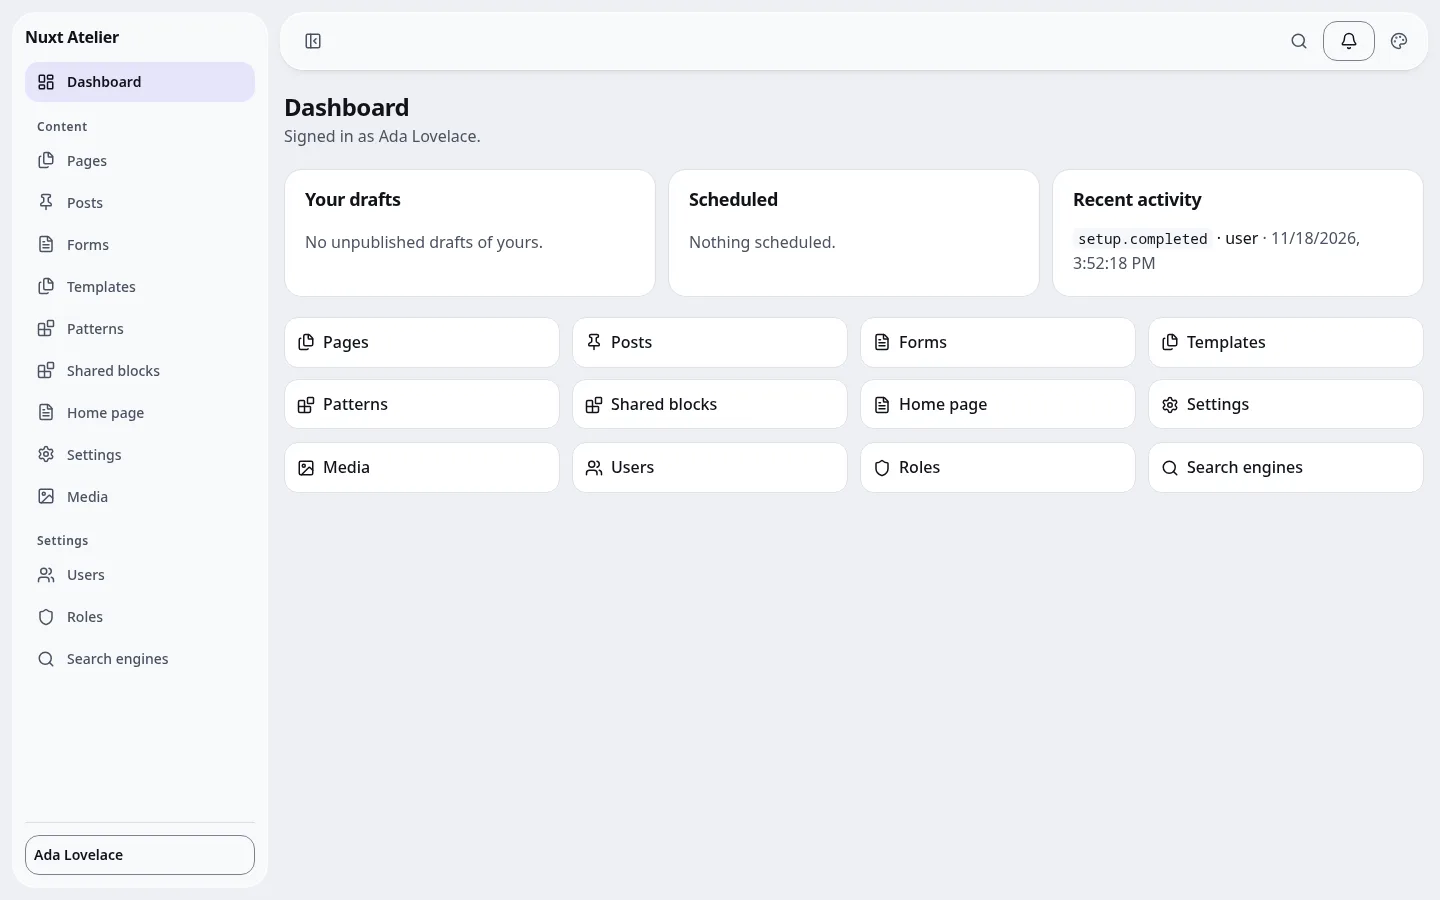 Nuxt Atelier
Dashboard
Content
Pages
Posts
Forms
Templates
Patterns
Shared blocks
Home page
Settings
Media
Settings
Users
Roles
Search engines
Ada Lovelace
Dashboard
Signed in as Ada Lovelace.
Your drafts
No unpublished drafts of yours.
Scheduled
Nothing scheduled.
Recent activity
setup.completed · user · 11/18/2026,
3:52:18 PM
Pages
Posts
Forms
Templates
Patterns
Shared blocks
Home page
Settings
Media
Users
Roles
Search engines